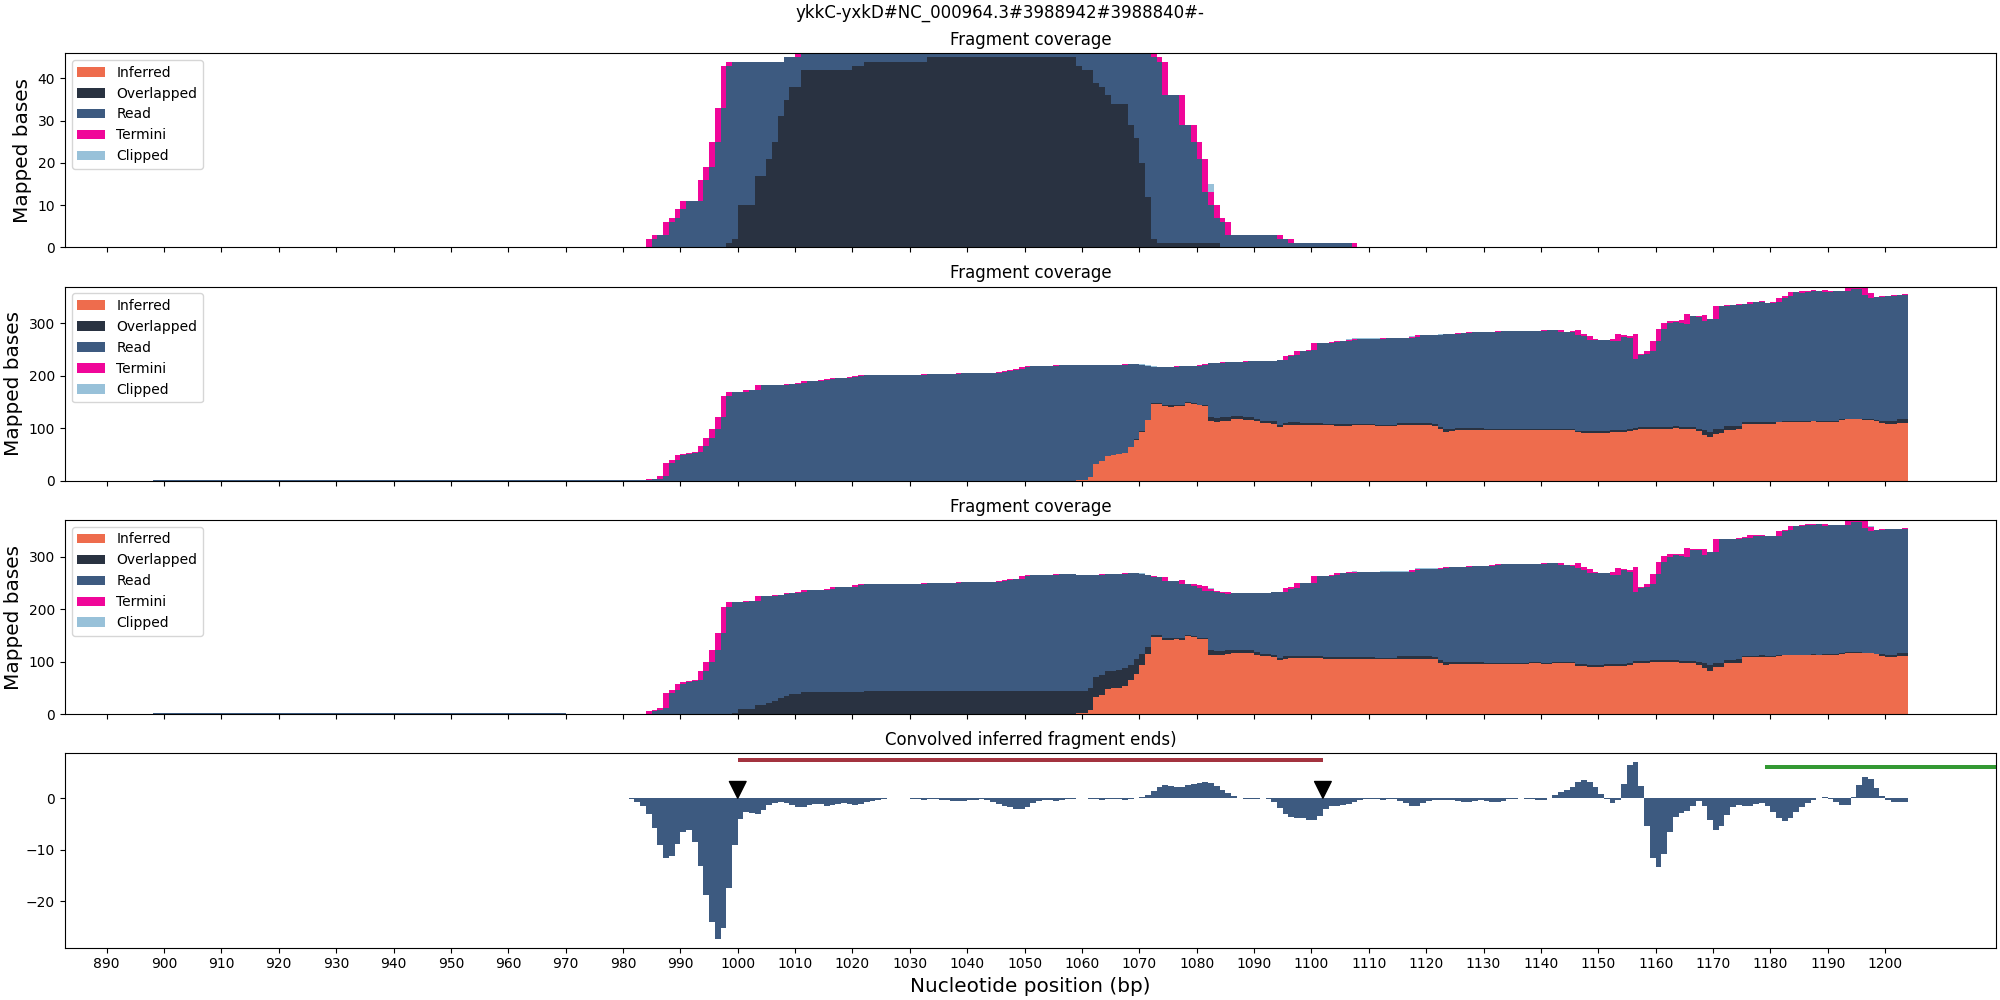 ykkC-yxkD#NC_000964.3#3988942#3988840#-
Fragment coverage
Mapped bases
40
30
20
10
0
Inferred
Overlapped
Read
Termini
Clipped
Fragment coverage
Mapped bases
300
200
100
0
Inferred
Overlapped
Read
Termini
Clipped
Fragment coverage
Mapped bases
300
200
100
0
Inferred
Overlapped
Read
Termini
Clipped
Convolved inferred fragment ends)
0
−10
−20
890 900 910 920 930 940 950 960 970 980 990 1000 1010 1020 1030 1040 1050 1060 1070 1080 1090 1100 1110 1120 1130 1140 1150 1160 1170 1180 1190 1200
Nucleotide position (bp)